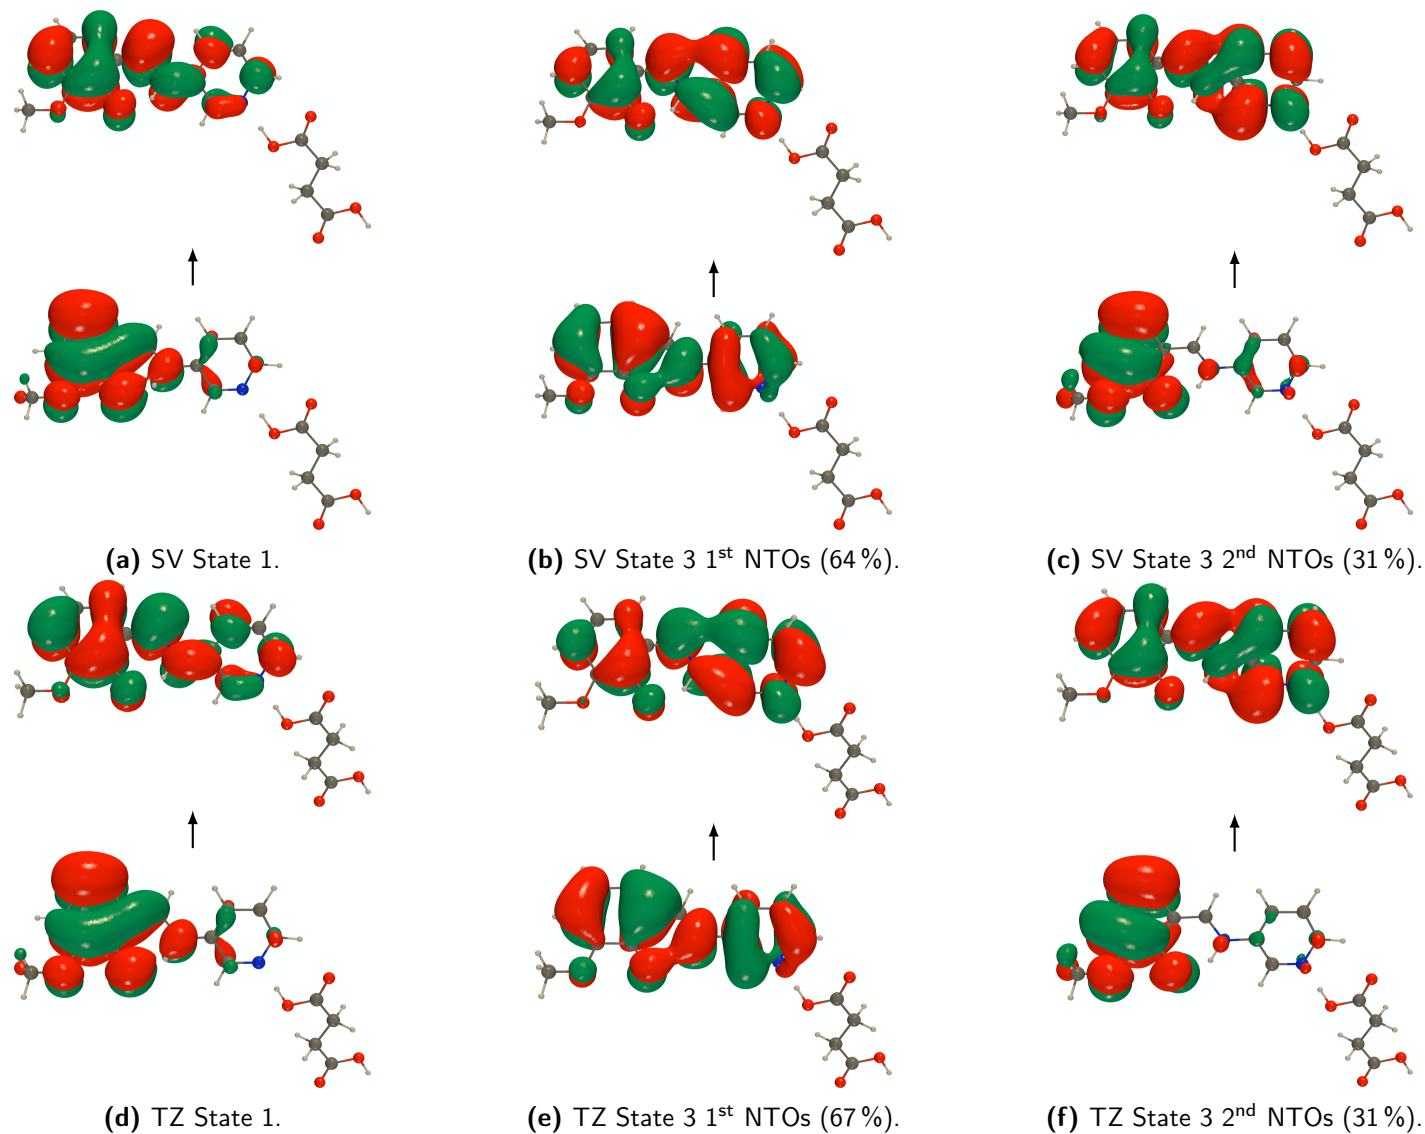 (a) SV State 1.
(b) SV State 3 1st NTOs (64 %).
(c) SV State 3 2nd NTOs (31 %).
(d) TZ State 1.
(e) TZ State 3 1st NTOs (67 %).
(f) TZ State 3 2nd NTOs (31 %).